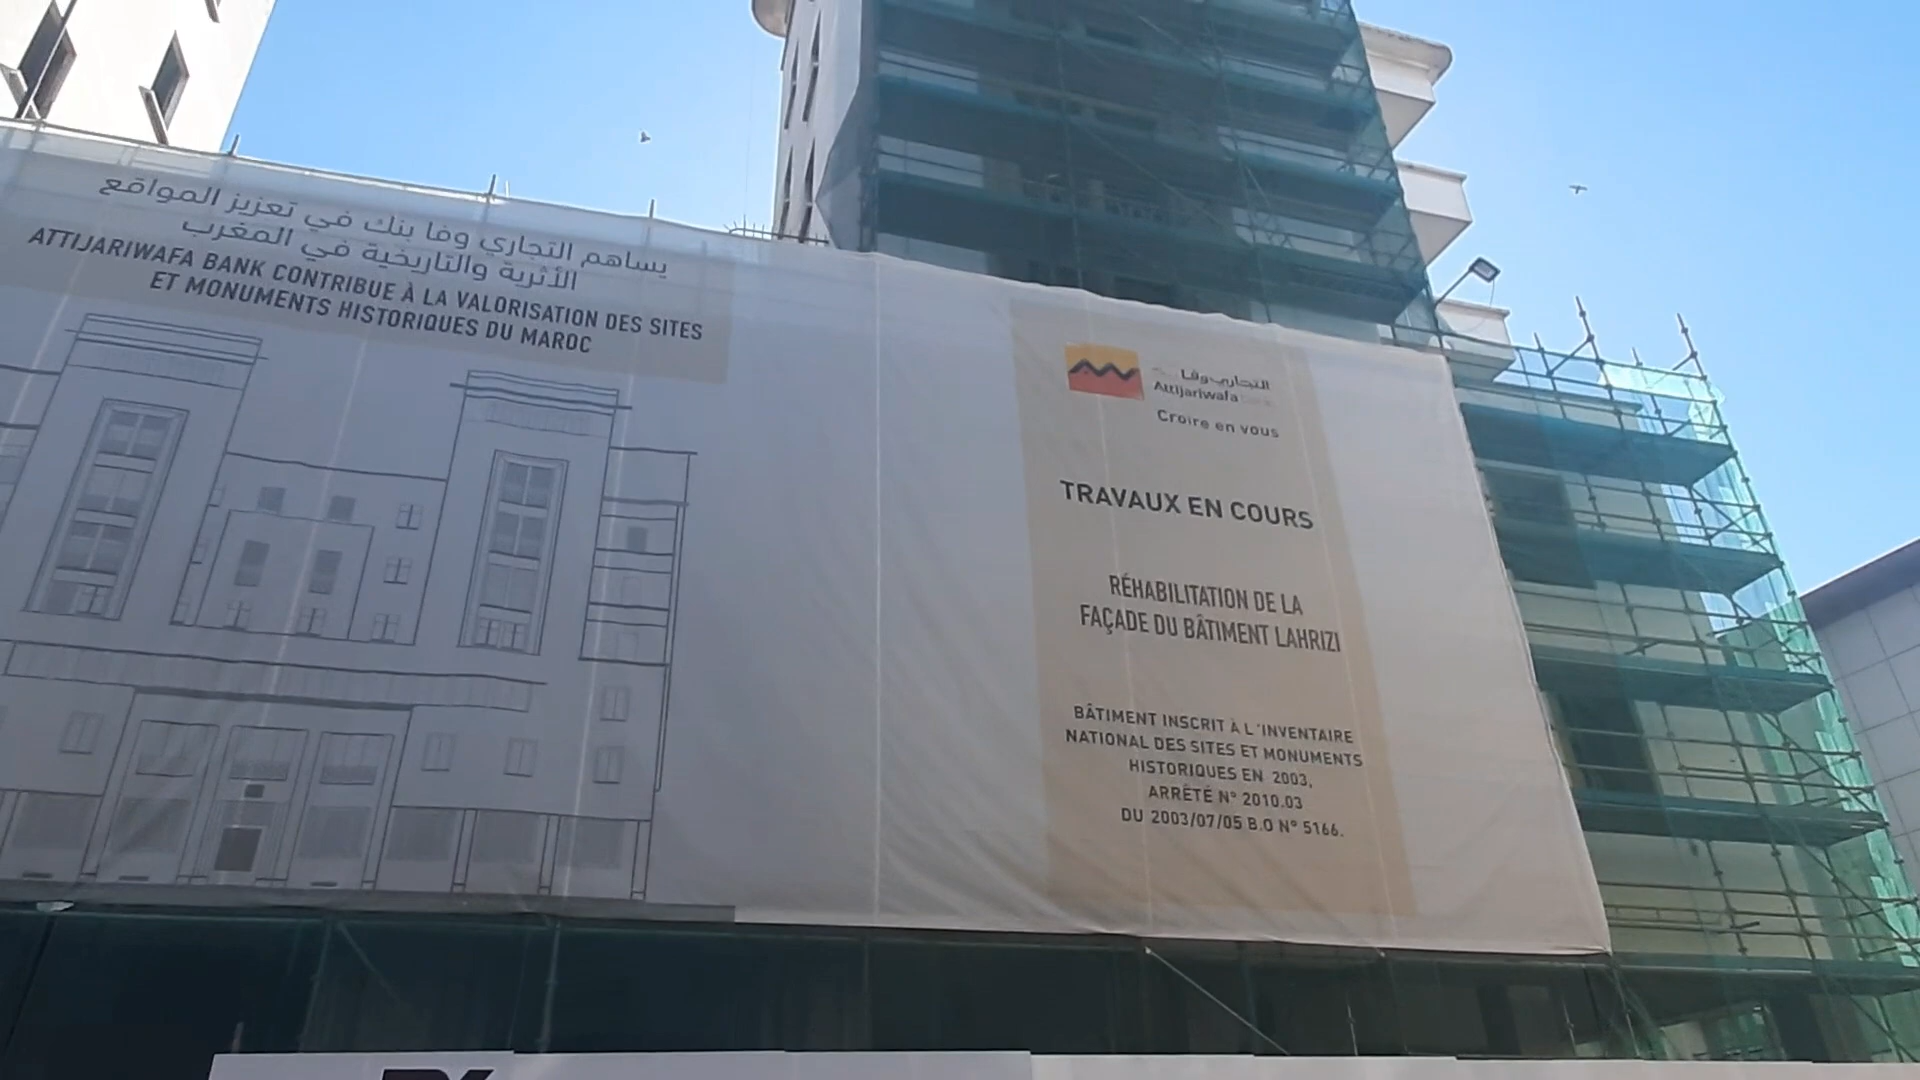 يساهم التجاري وفا بنك في تعزيز المواقع
الأثرية والتاريخية في المغرب
ATTIJARIWAFA BANK CONTRIBUE À LA VALORISATION DES SITES
ET MONUMENTS HISTORIQUES DU MAROC
التجاري وفا
Attijariwafa
Croire en vous
TRAVAUX EN COURS
RÉHABILITATION DE LA
FAÇADE DU BÂTIMENT LAHRIZI
BÂTIMENT INSCRIT À L'INVENTAIRE
NATIONAL DES SITES ET MONUMENTS
HISTORIQUES EN 2003,
ARRÊTÉ N° 2010.03
DU 2003/07/05 B.O N° 5166.